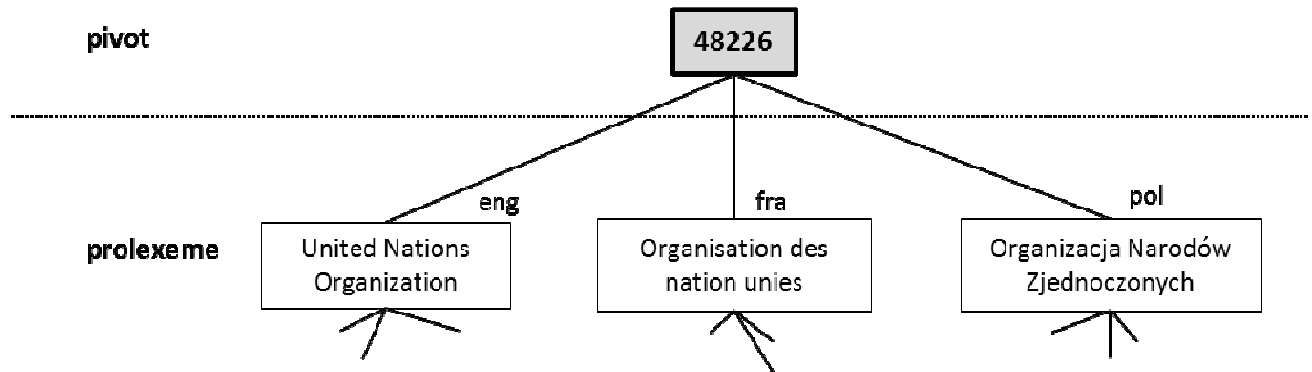 pivot
48226
eng
fra
pol
prolexeme
United Nations
Organization
Organisation des
nation unies
Organizacja Narodów
Zjednoczonych